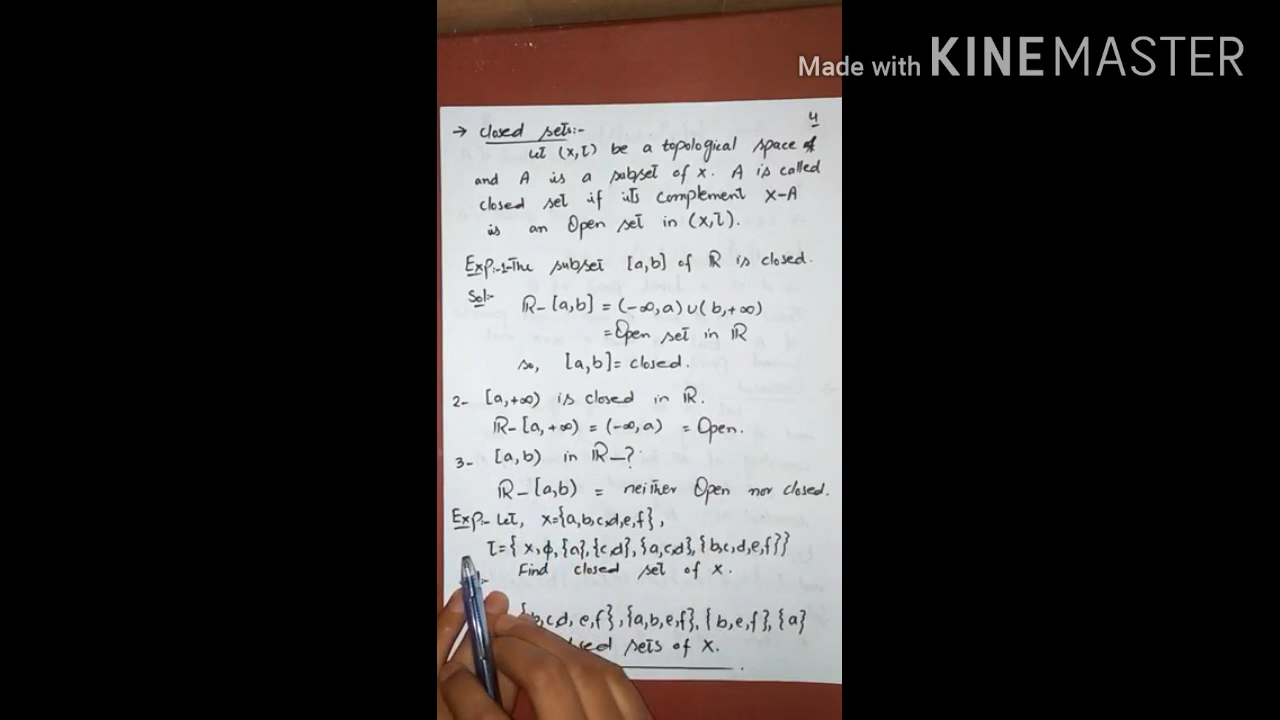 Made with KINEMASTER
4
→ closed sets:-
Let (X,τ) be a topological space
and A is a subset of X. A is called
closed set if its complement X-A
is an Open set in (X,τ).
Exp:-1-The subset [a,b] of ℝ is closed.
Sol:- ℝ-[a,b] = (-∞,a)∪(b,+∞)
=Open set in ℝ
so, [a,b]= closed.
2- [a,+∞) is closed in ℝ.
ℝ-[a,+∞) = (-∞,a) = Open.
3- [a,b) in ℝ_?
ℝ-[a,b) = neither Open nor closed.
Exp:- Let, X={a,b,c,d,e,f},
τ={ X,φ,{a},{c,d},{a,c,d},{b,c,d,e,f}}
Find closed set of X.
b,c,d,e,f},{a,b,e,f},{b,e,f},{a}
sets of X.